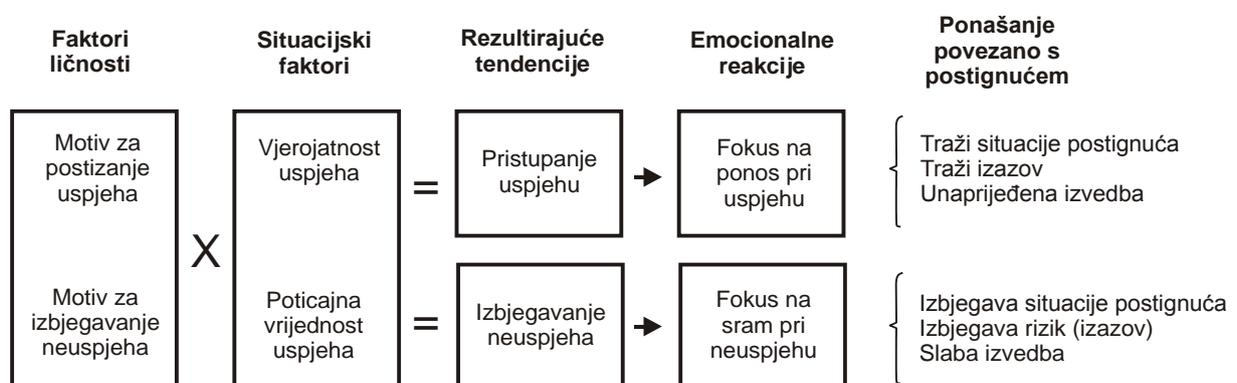 Faktori
ličnosti
Situacijski
faktori
Rezultirajuće
tendencije
Emocionalne
reakcije
Ponašanje
povezano s
postignućem
Motiv za
postizanje
uspjeha
Motiv za
izbjegavanje
neuspjeha
X
Vjerojatnost
uspjeha
Poticajna
vrijednost
uspjeha
=
=
Pristupanje
uspjehu
Izbjegavanje
neuspjeha
Fokus na
ponos pri
uspjehu
Fokus na
sram pri
neuspjehu
Traži situacije postignuća
Traži izazov
Unaprijeđena izvedba
Izbjegava situacije postignuća
Izbjegava rizik (izazov)
Slaba izvedba